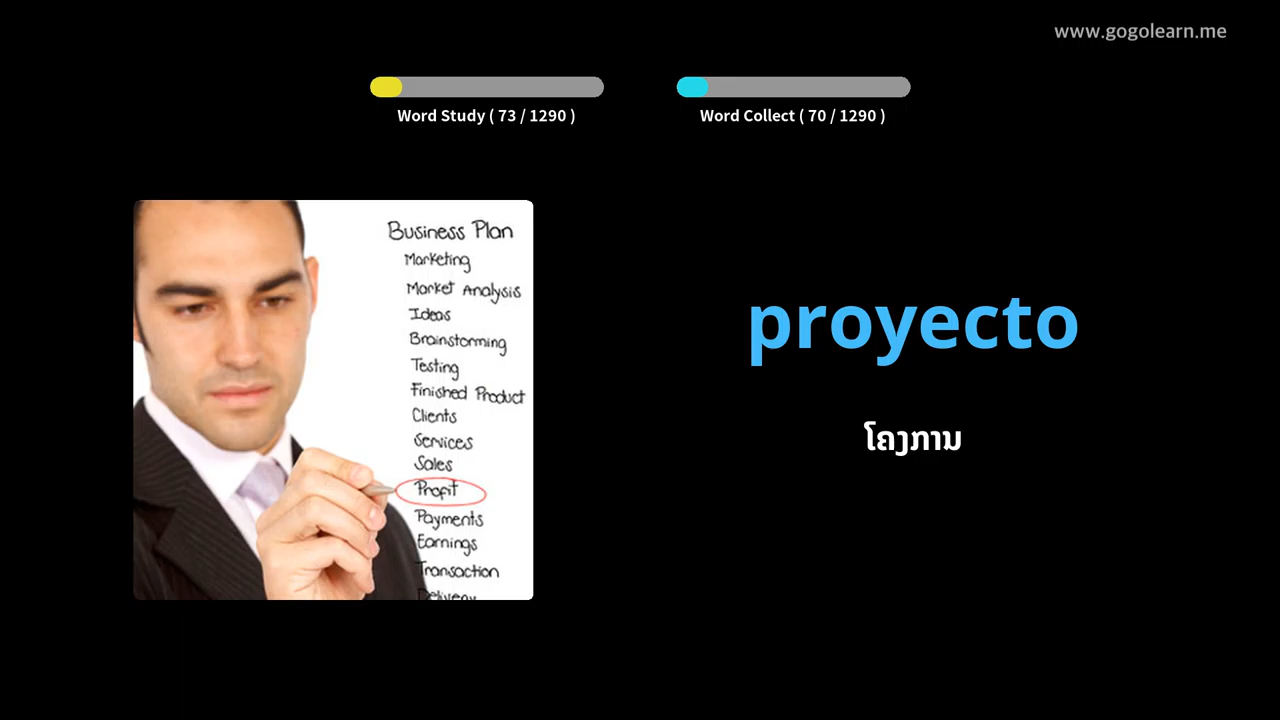 www.gogolearn.me
Word Study ( 73 / 1290 )
Word Collect ( 70 / 1290 )
Business Plan
Marketing
Market Analysis
Ideas
Brainstorming
Testing
Finished Product
Clients
Services
Sales
Profit
Payments
Earnings
Transaction
Delivery
proyecto
ໂຄງການ